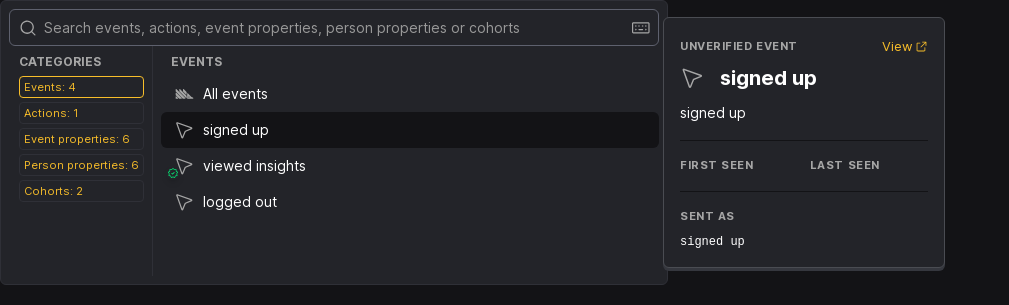 Search events, actions, event properties, person properties or cohorts
CATEGORIES
Events: 4
Actions: 1
Event properties: 6
Person properties: 6
Cohorts: 2
EVENTS
All events
signed up
viewed insights
logged out
UNVERIFIED EVENT
View
signed up
signed up
FIRST SEEN
LAST SEEN
SENT AS
signed up